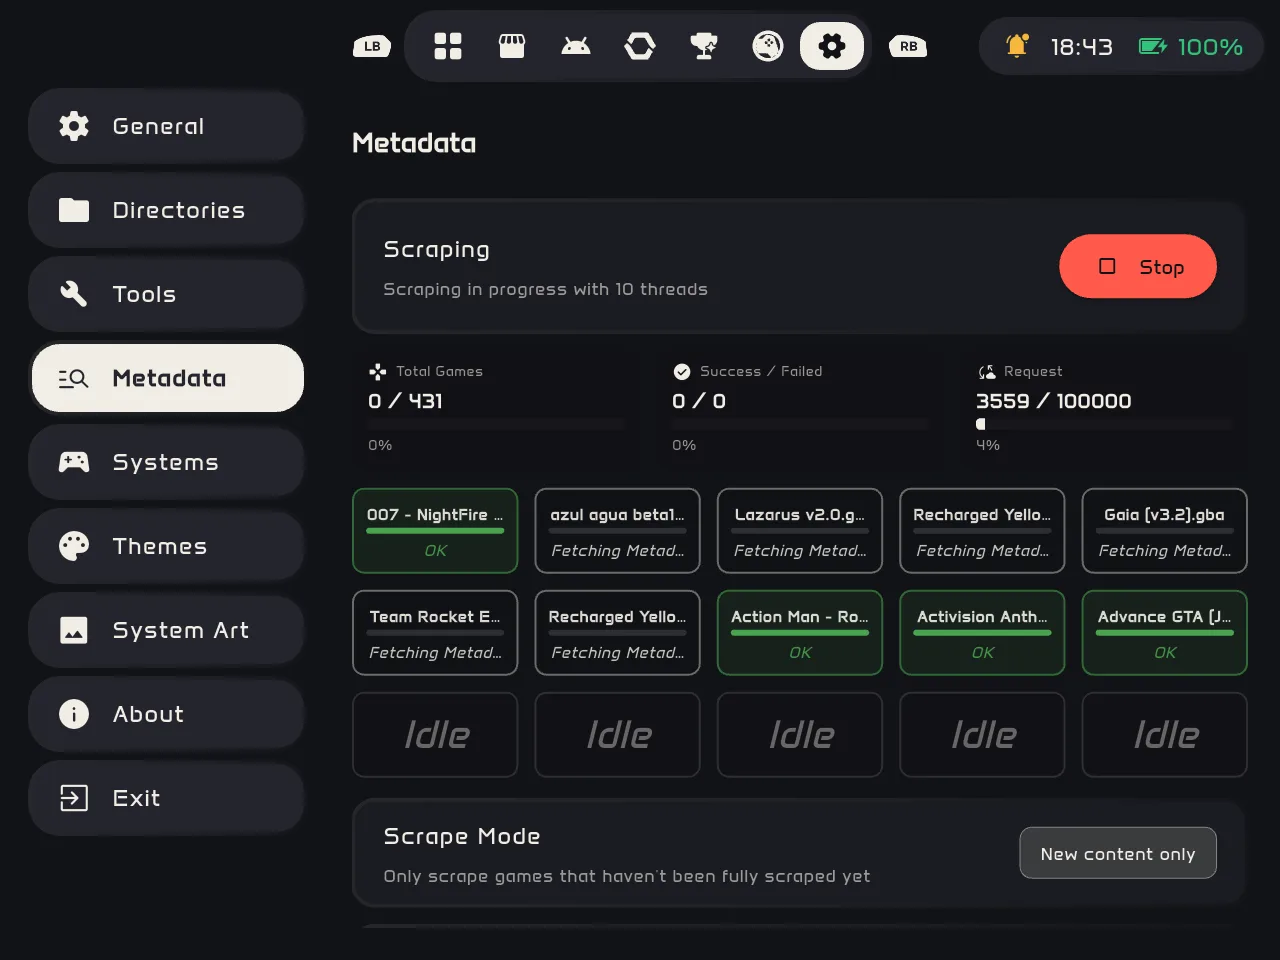 LB
RB
18:43
100%
General
Directories
Tools
Metadata
Systems
Themes
System Art
About
Exit
Metadata
Scraping
Scraping in progress with 10 threads
Stop
Total Games
0 / 431
0%
Success / Failed
0 / 0
0%
Request
3559 / 100000
4%
007 - NightFire ...
OK
azul agua beta1...
Fetching Metad...
Lazarus v2.0.g...
Fetching Metad...
Recharged Yello...
Fetching Metad...
Gaia (v3.2).gba
Fetching Metad...
Team Rocket E...
Fetching Metad...
Recharged Yello...
Fetching Metad...
Action Man - Ro...
OK
Activision Anth...
OK
Advance GTA (J...
OK
Idle
Idle
Idle
Idle
Idle
Scrape Mode
Only scrape games that haven't been fully scraped yet
New content only